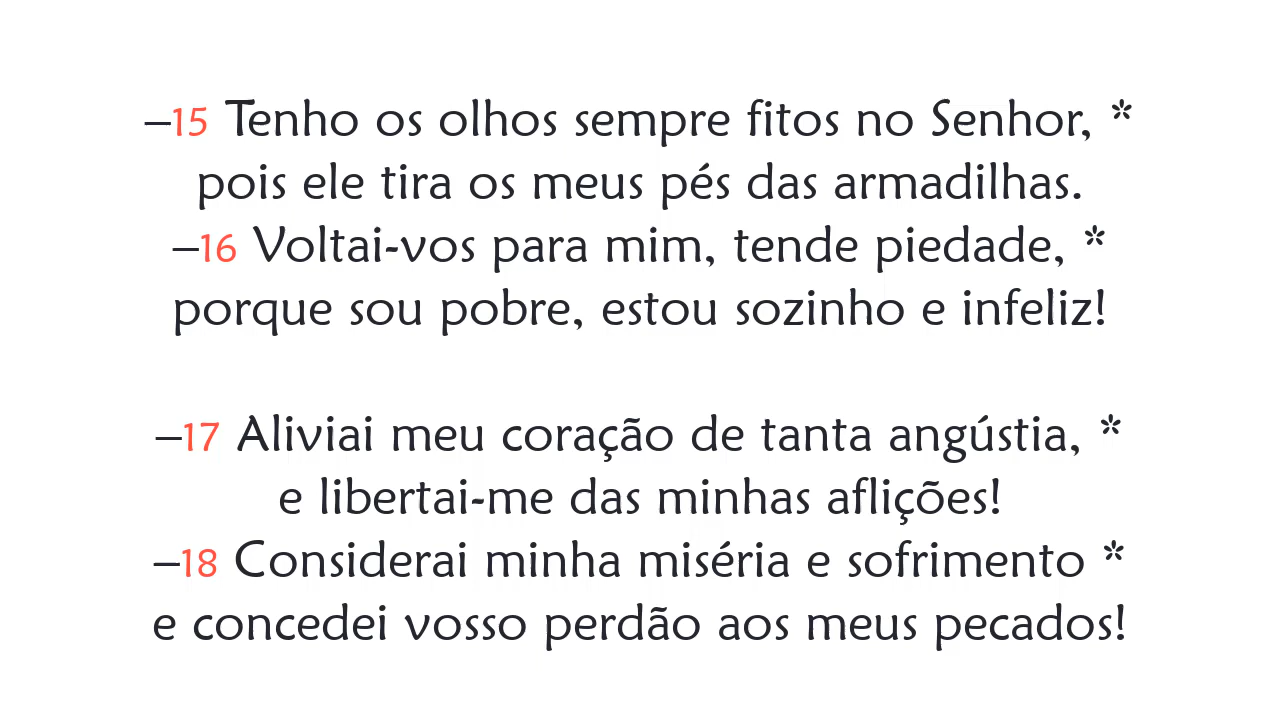 –15 Tenho os olhos sempre fitos no Senhor, *
pois ele tira os meus pés das armadilhas.
–16 Voltai-vos para mim, tende piedade, *
porque sou pobre, estou sozinho e infeliz!
–17 Aliviai meu coração de tanta angústia, *
e libertai-me das minhas aflições!
–18 Considerai minha miséria e sofrimento *
e concedei vosso perdão aos meus pecados!